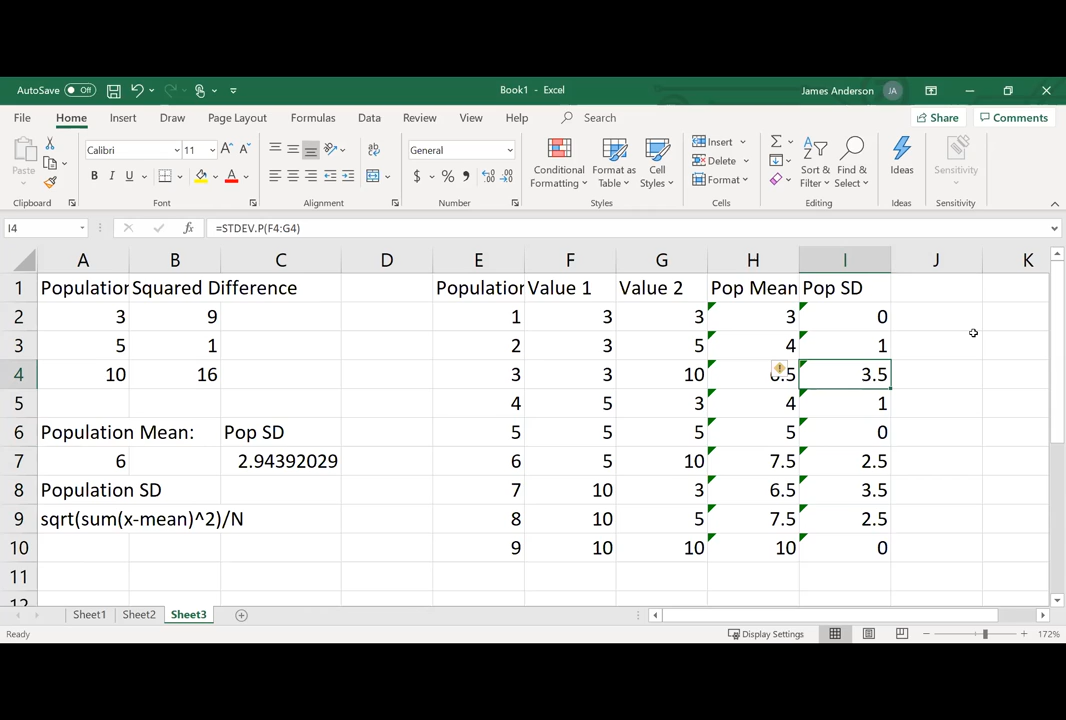 AutoSave Off Book1 - Excel James Anderson JA
File Home Insert Draw Page Layout Formulas Data Review View Help Search Share Comments
Paste Calibri 11 A A General Conditional Formatting Format as Table Cell Styles Insert Delete Format Sort & Filter Find & Select Ideas Sensitivity
B I U A $ % ,
Clipboard Font Alignment Number Styles Cells Editing Ideas Sensitivity
I4 fx =STDEV.P(F4:G4)
A B C D E F G H I J K
1 Population Squared Difference Population Value 1 Value 2 Pop Mean Pop SD
2 3 9 1 3 3 3 0
3 5 1 2 3 5 4 1
4 10 16 3 3 10 6.5 3.5
5 4 5 3 4 1
6 Population Mean: Pop SD 5 5 5 5 0
7 6 2.94392029 6 5 10 7.5 2.5
8 Population SD 7 10 3 6.5 3.5
9 sqrt(sum(x-mean)^2)/N 8 10 5 7.5 2.5
10 9 10 10 10 0
11
12
Sheet1 Sheet2 Sheet3
Ready Display Settings 172%